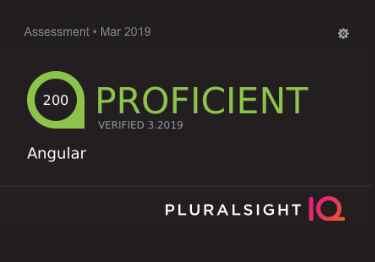 Assessment • Mar 2019
200
PROFICIENT
VERIFIED 3.2019
Angular
PLURALSIGHT IQ